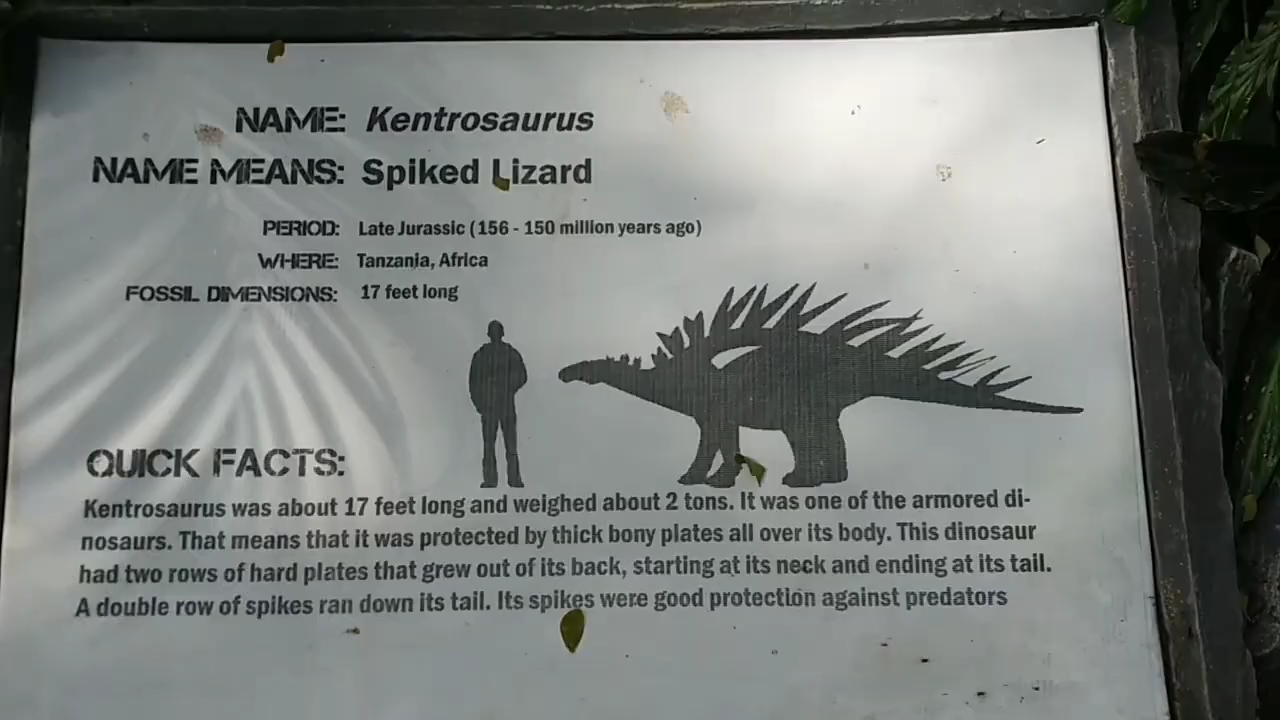 NAME: Kentrosaurus
NAME MEANS: Spiked Lizard
PERIOD: Late Jurassic (156 - 150 million years ago)
WHERE: Tanzania, Africa
FOSSIL DIMENSIONS: 17 feet long
QUICK FACTS:
Kentrosaurus was about 17 feet long and weighed about 2 tons. It was one of the armored di-
nosaurs. That means that it was protected by thick bony plates all over its body. This dinosaur
had two rows of hard plates that grew out of its back, starting at its neck and ending at its tail.
A double row of spikes ran down its tail. Its spikes were good protection against predators